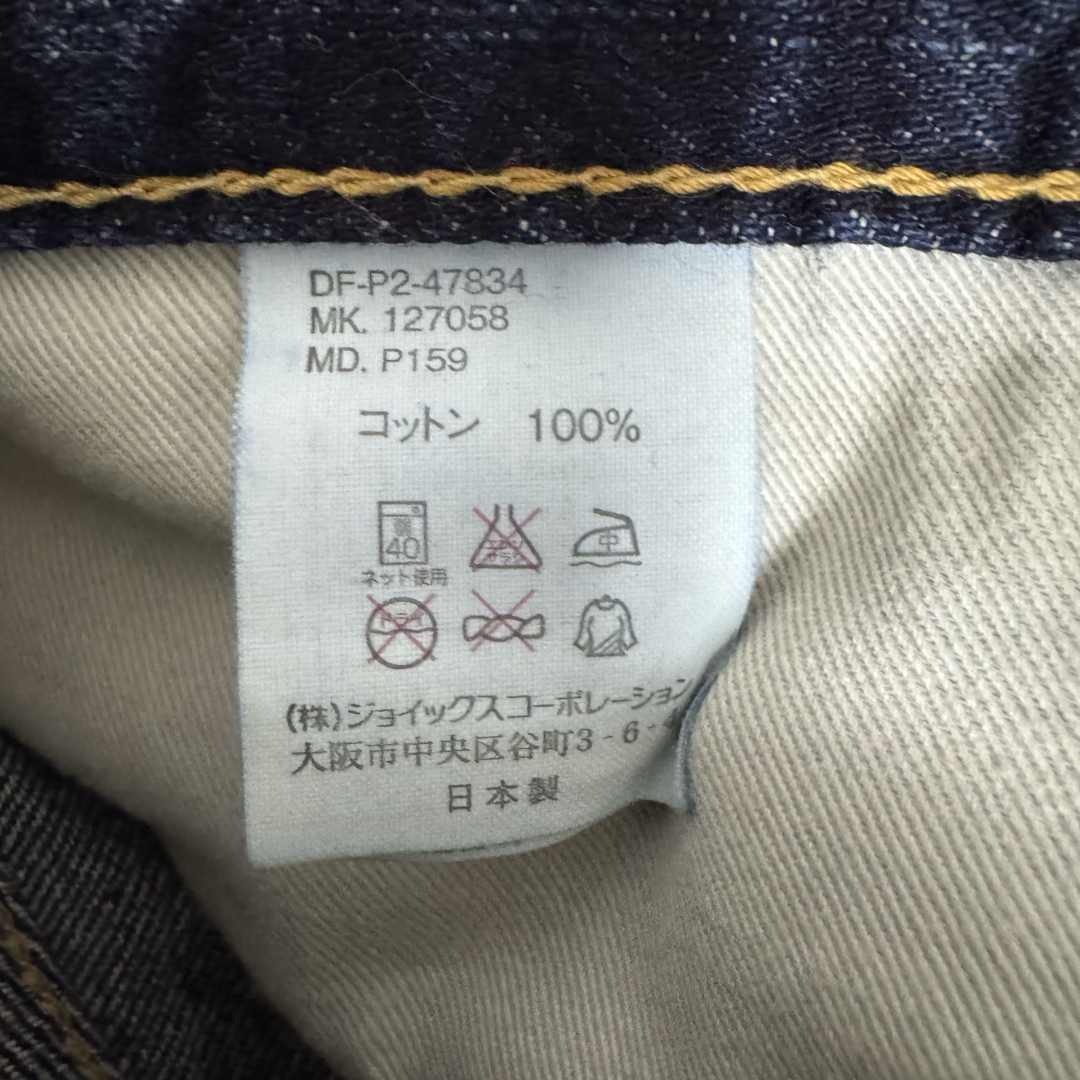 DF-P2-47834
MK. 127058
MD. P159
コットン 100%
弱
40
中
ネット使用
(株)ジョイックスコーポレーション
大阪市中央区谷町3-6-
日本製